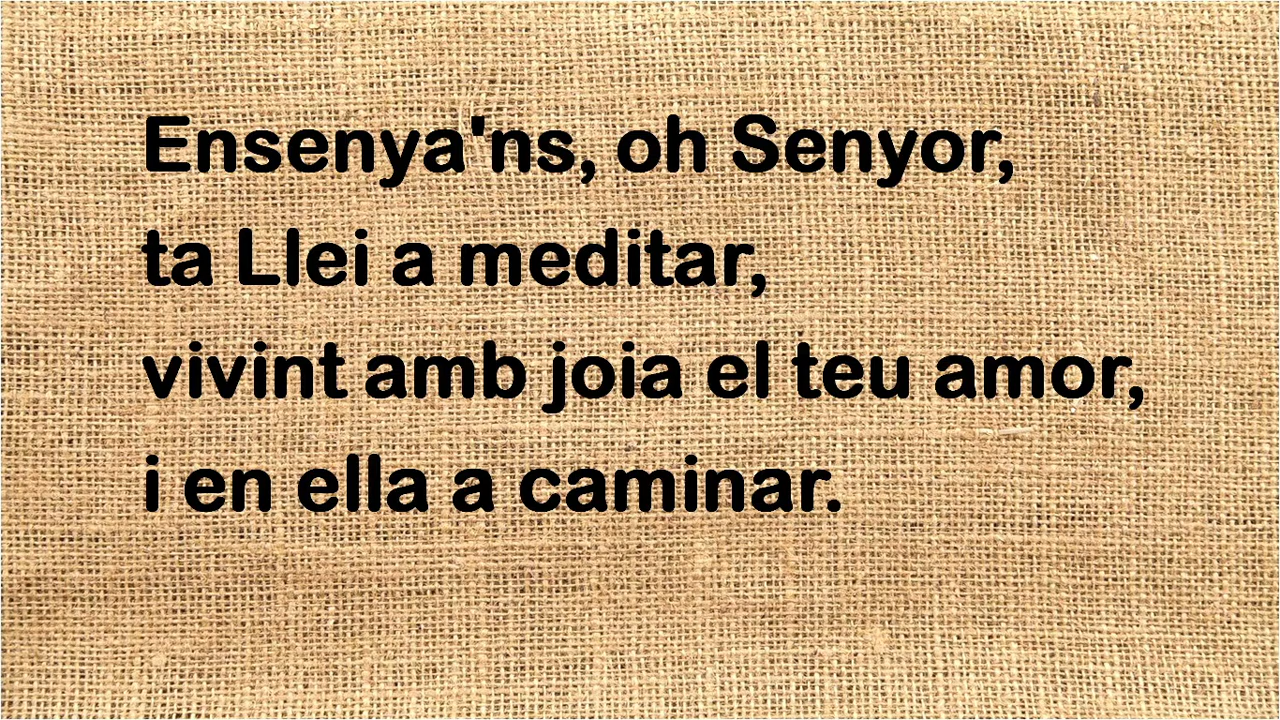 Ensenya'ns, oh Senyor,
ta Llei a meditar,
vivint amb joia el teu amor,
i en ella a caminar.